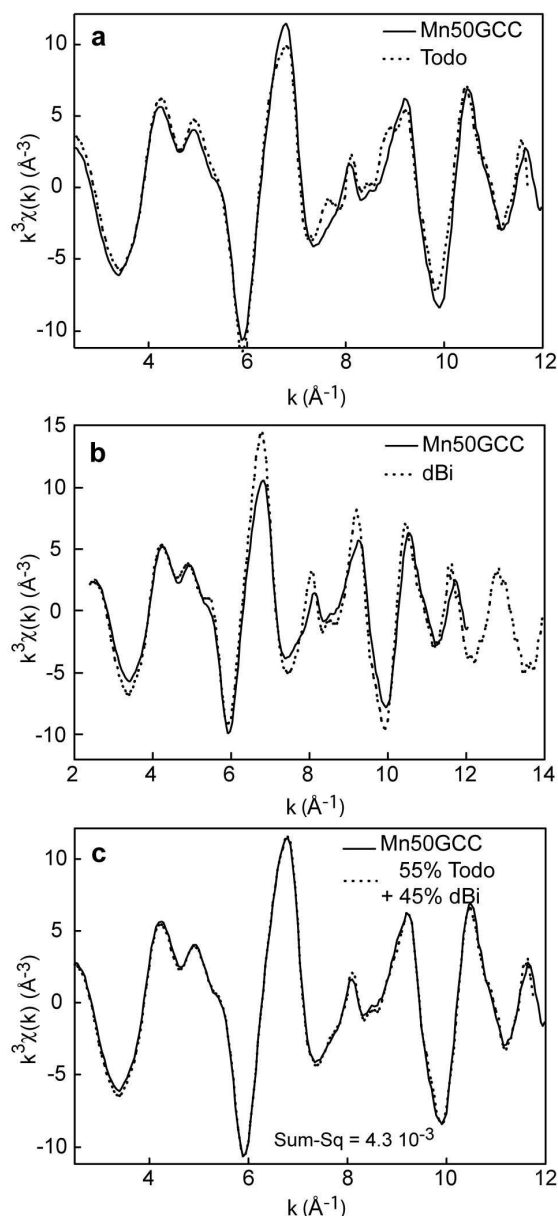 a
Mn50GCC
Todo
10
5
0
-5
-10
k³χ(k) (Å-3)
4
6
8
10
12
k (Å⁻¹)
b
Mn50GCC
dBi
15
10
5
0
-5
-10
k³χ(k) (Å-3)
2
4
6
8
10
12
14
k (Å⁻¹)
c
Mn50GCC
55% Todo
+ 45% dBi
10
5
0
-5
-10
k³χ(k) (Å-3)
Sum-Sq = 4.3 10⁻³
4
6
8
10
12
k (Å⁻¹)